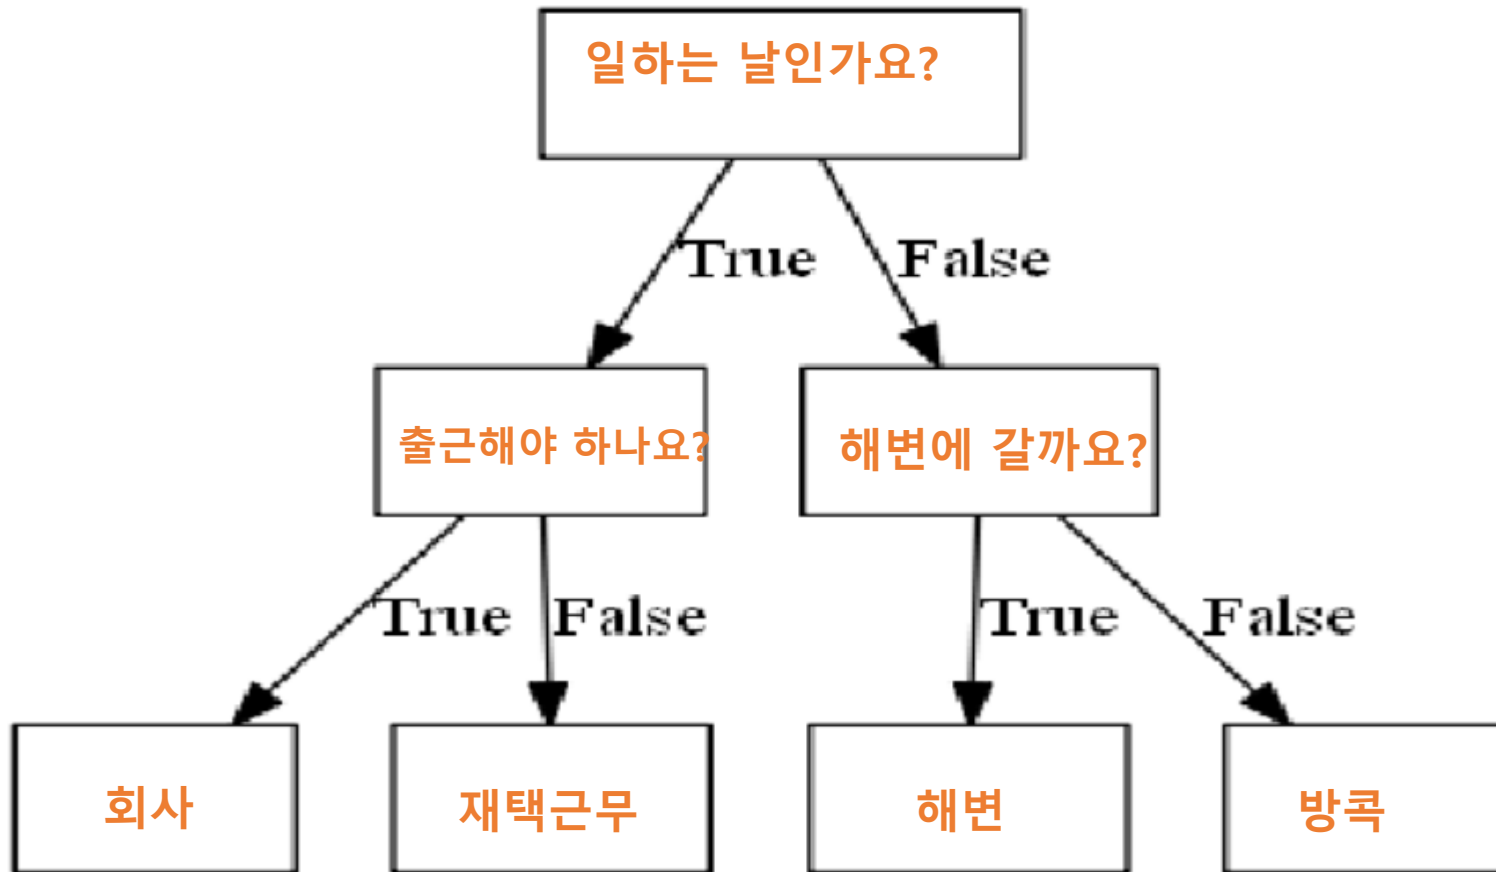 일하는 날인가요?
True
False
출근해야 하나요?
해변에 갈까요?
True
False
True
False
회사
재택근무
해변
방콕